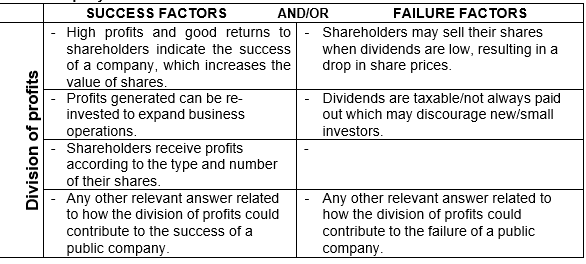 SUCCESS FACTORS AND/OR FAILURE FACTORS
Division of profits
- High profits and good returns to
shareholders indicate the success
of a company, which increases the
value of shares.
- Shareholders may sell their shares
when dividends are low, resulting in a
drop in share prices.
- Profits generated can be re-
invested to expand business
operations.
- Dividends are taxable/not always paid
out which may discourage new/small
investors.
- Shareholders receive profits
according to the type and number
of their shares.
-
- Any other relevant answer related
to how the division of profits could
contribute to the success of a
public company.
- Any other relevant answer related to
how the division of profits could
contribute to the failure of a public
company.